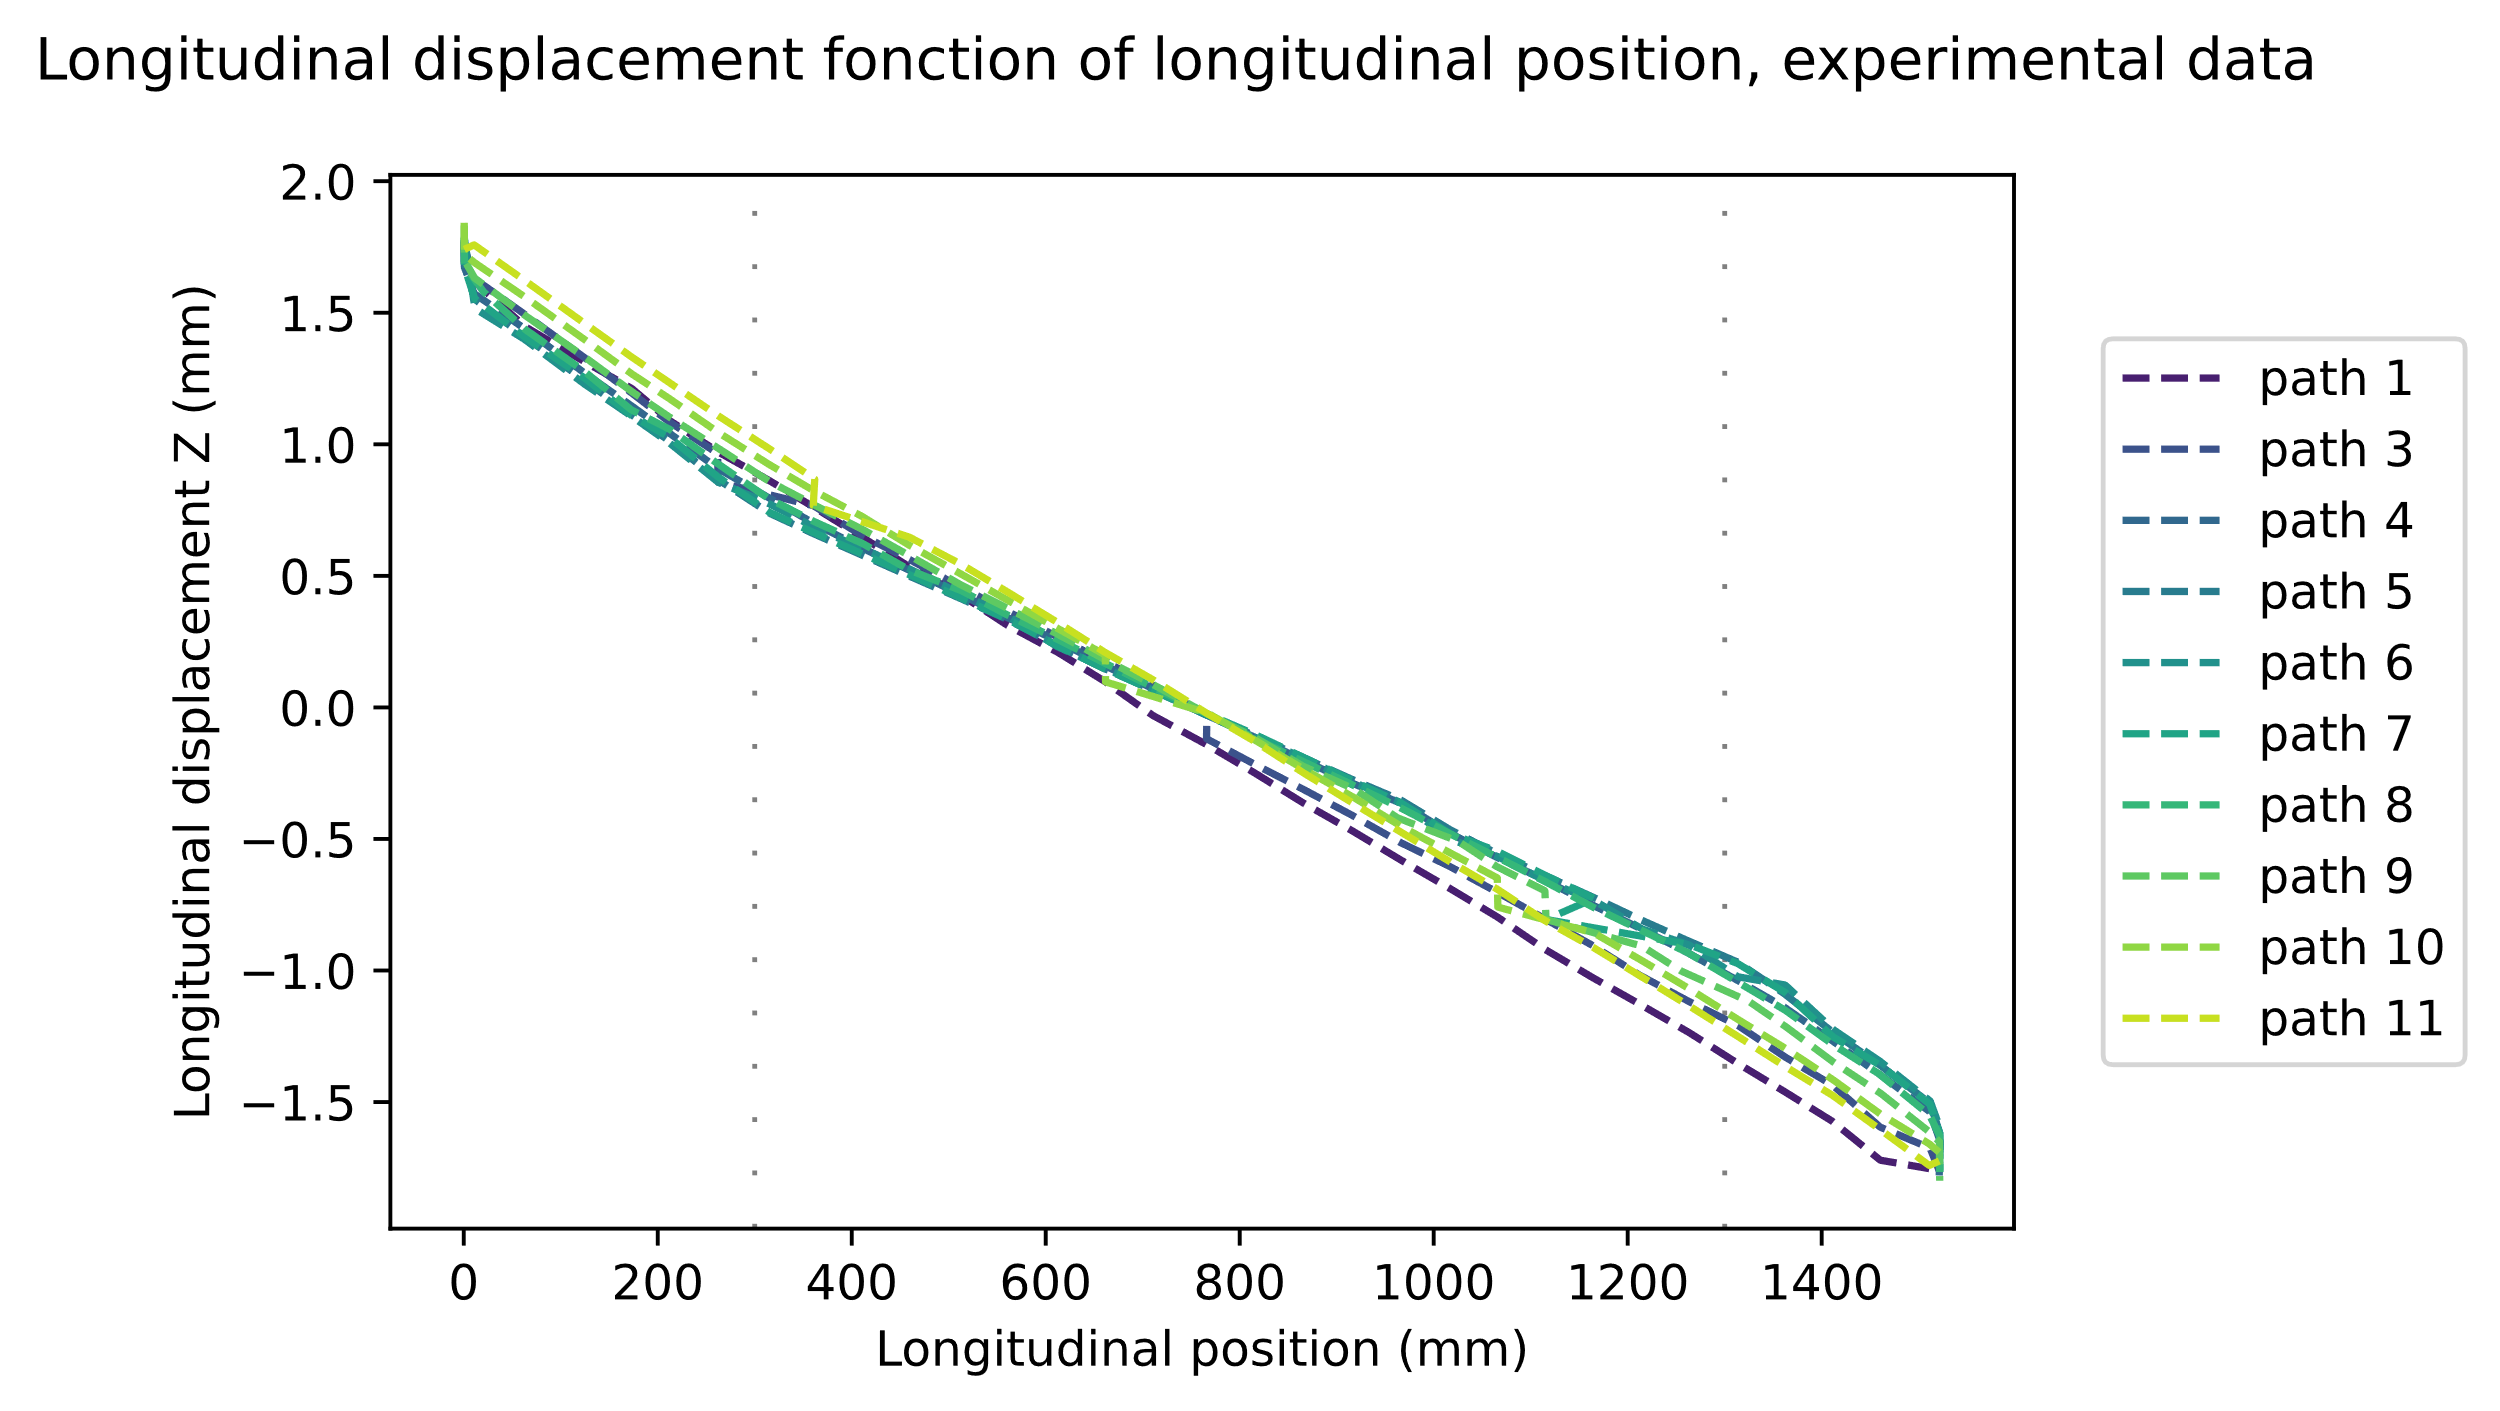 Longitudinal displacement fonction of longitudinal position, experimental data
Longitudinal displacement Z (mm)
2.0
1.5
1.0
0.5
0.0
−0.5
−1.0
−1.5
0 200 400 600 800 1000 1200 1400
Longitudinal position (mm)
path 1
path 3
path 4
path 5
path 6
path 7
path 8
path 9
path 10
path 11